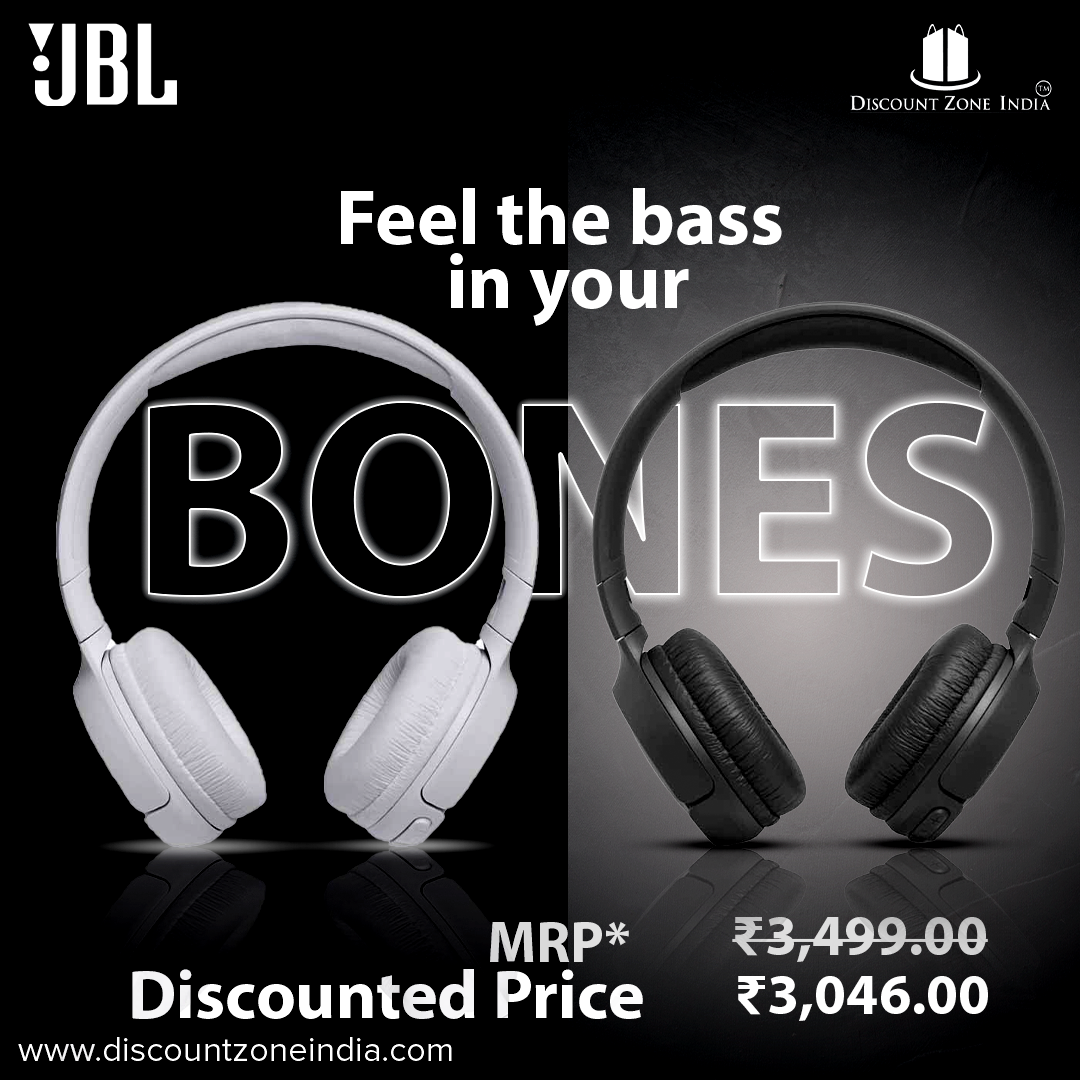 JBL
DISCOUNT ZONE INDIA
TM
Feel the bass
in your
BONES
MRP* ₹3,499.00
Discounted Price ₹3,046.00
www.discountzoneindia.com